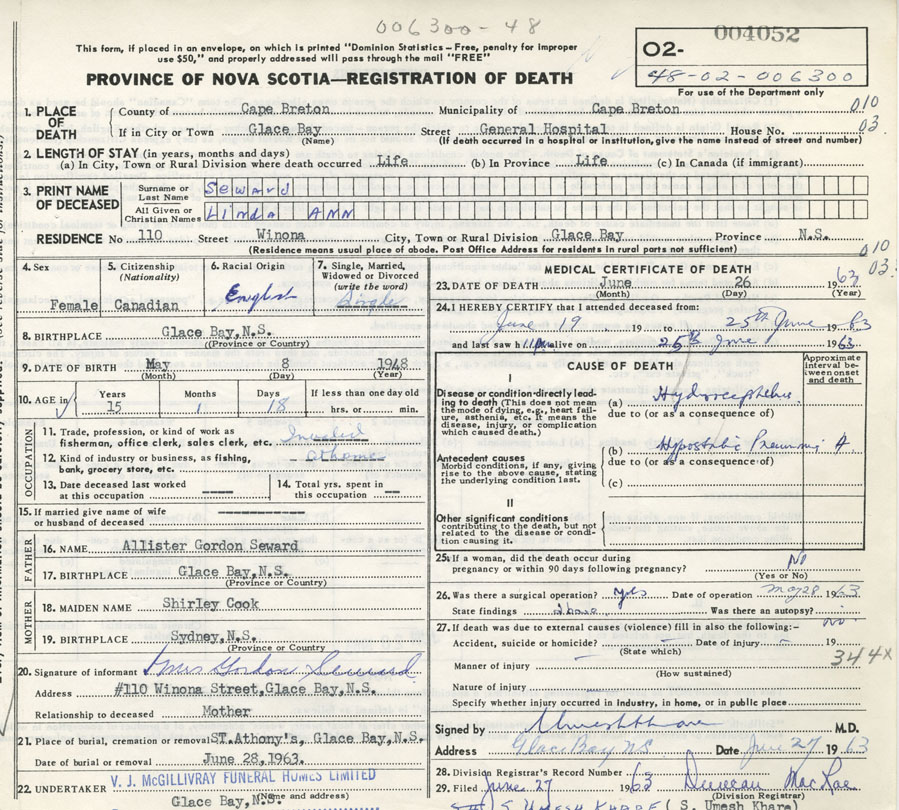 006300-48
004052
This form, if placed in an envelope, on which is printed "Dominion Statistics – Free, penalty for improper
use $50," and properly addressed will pass through the mail "FREE"
02-
48-02-006300
For use of the Department only
PROVINCE OF NOVA SCOTIA—REGISTRATION OF DEATH
1. PLACE OF DEATH
County of Cape Breton Municipality of Cape Breton 010
If in City or Town Glace Bay Street General Hospital House No. 03.
(Name) (If death occurred in a hospital or institution, give the name instead of street and number)
2. LENGTH OF STAY (in years, months and days)
(a) In City, Town or Rural Division where death occurred Life (b) In Province Life (c) In Canada (if immigrant)
3. PRINT NAME OF DECEASED
Surname or Last Name Seward
All Given or Christian Names Linda Ann
RESIDENCE No 110 Street Winona City, Town or Rural Division Glace Bay Province N.S.
(Residence means usual place of abode. Post Office Address for residents in rural parts not sufficient)
010
03.
4. Sex Female
5. Citizenship (Nationality) Canadian
6. Racial Origin English
7. Single, Married, Widowed or Divorced (write the word) Single
8. BIRTHPLACE Glace Bay, N.S.
(Province or Country)
9. DATE OF BIRTH May 8 1948
(Month) (Day) (Year)
10. AGE in Years 15 Months 1 Days 18 If less than one day old hrs. or min.
OCCUPATION
11. Trade, profession, or kind of work as
fisherman, office clerk, sales clerk, etc. Invalid
12. Kind of industry or business, as fishing,
bank, grocery store, etc. at home
13. Date deceased last worked
at this occupation ----
14. Total yrs. spent in
this occupation --
15. If married give name of wife
or husband of deceased ------------
FATHER
16. NAME Allister Gordon Seward
17. BIRTHPLACE Glace Bay, N.S.
(Province or Country)
MOTHER
18. MAIDEN NAME Shirley Cook
19. BIRTHPLACE Sydney, N.S.
(Province or Country)
20. Signature of informant Mrs Gordon Seward
Address #110 Winona Street, Glace Bay, N.S.
Relationship to deceased Mother
21. Place of burial, cremation or removal ST. Athony's, Glace Bay, N.S.
Date of burial or removal June 28, 1963.
22. UNDERTAKER V. J. McGILLIVRAY FUNERAL HOMES LIMITED
(Name and address)
Glace Bay, N.S.
MEDICAL CERTIFICATE OF DEATH
23. DATE OF DEATH June 26 1963
(Month) (Day) (Year)
24. I HEREBY CERTIFY that I attended deceased from:
June 19, 19 to 25th June 1963
and last saw h alive on 25th June 1963
CAUSE OF DEATH
Approximate interval between onset and death
I
Disease or condition directly leading to death (This does not mean the mode of dying, e.g., heart failure, asthenia, etc. It means the disease, injury, or complication which caused death.)
(a) Hydrocephalus
due to (or as a consequence of)
Antecedent causes
Morbid conditions, if any, giving rise to the above cause, stating the underlying condition last.
(b) Hypostatic Pneumonia
due to (or as a consequence of)
(c)
II
Other significant conditions
contributing to the death, but not related to the disease or condition causing it.
25. If a woman, did the death occur during
pregnancy or within 90 days following pregnancy? No
(Yes or No)
26. Was there a surgical operation? yes Date of operation May 28 1963
State findings above Was there an autopsy? no
27. If death was due to external causes (violence) fill in also the following:-
Accident, suicide or homicide? - Date of injury - 19
(State which)
344X
Manner of injury -
(How sustained)
Nature of injury
Specify whether injury occurred in industry, in home, or in public place
Signed by M.D.
Address Glace Bay NS Date June 27 1963
28. Division Registrar's Record Number
29. Filed June 27 1963 Duncan MacRae
(Division Registrar)
S. UMESH KHARE (S. Umesh Khare